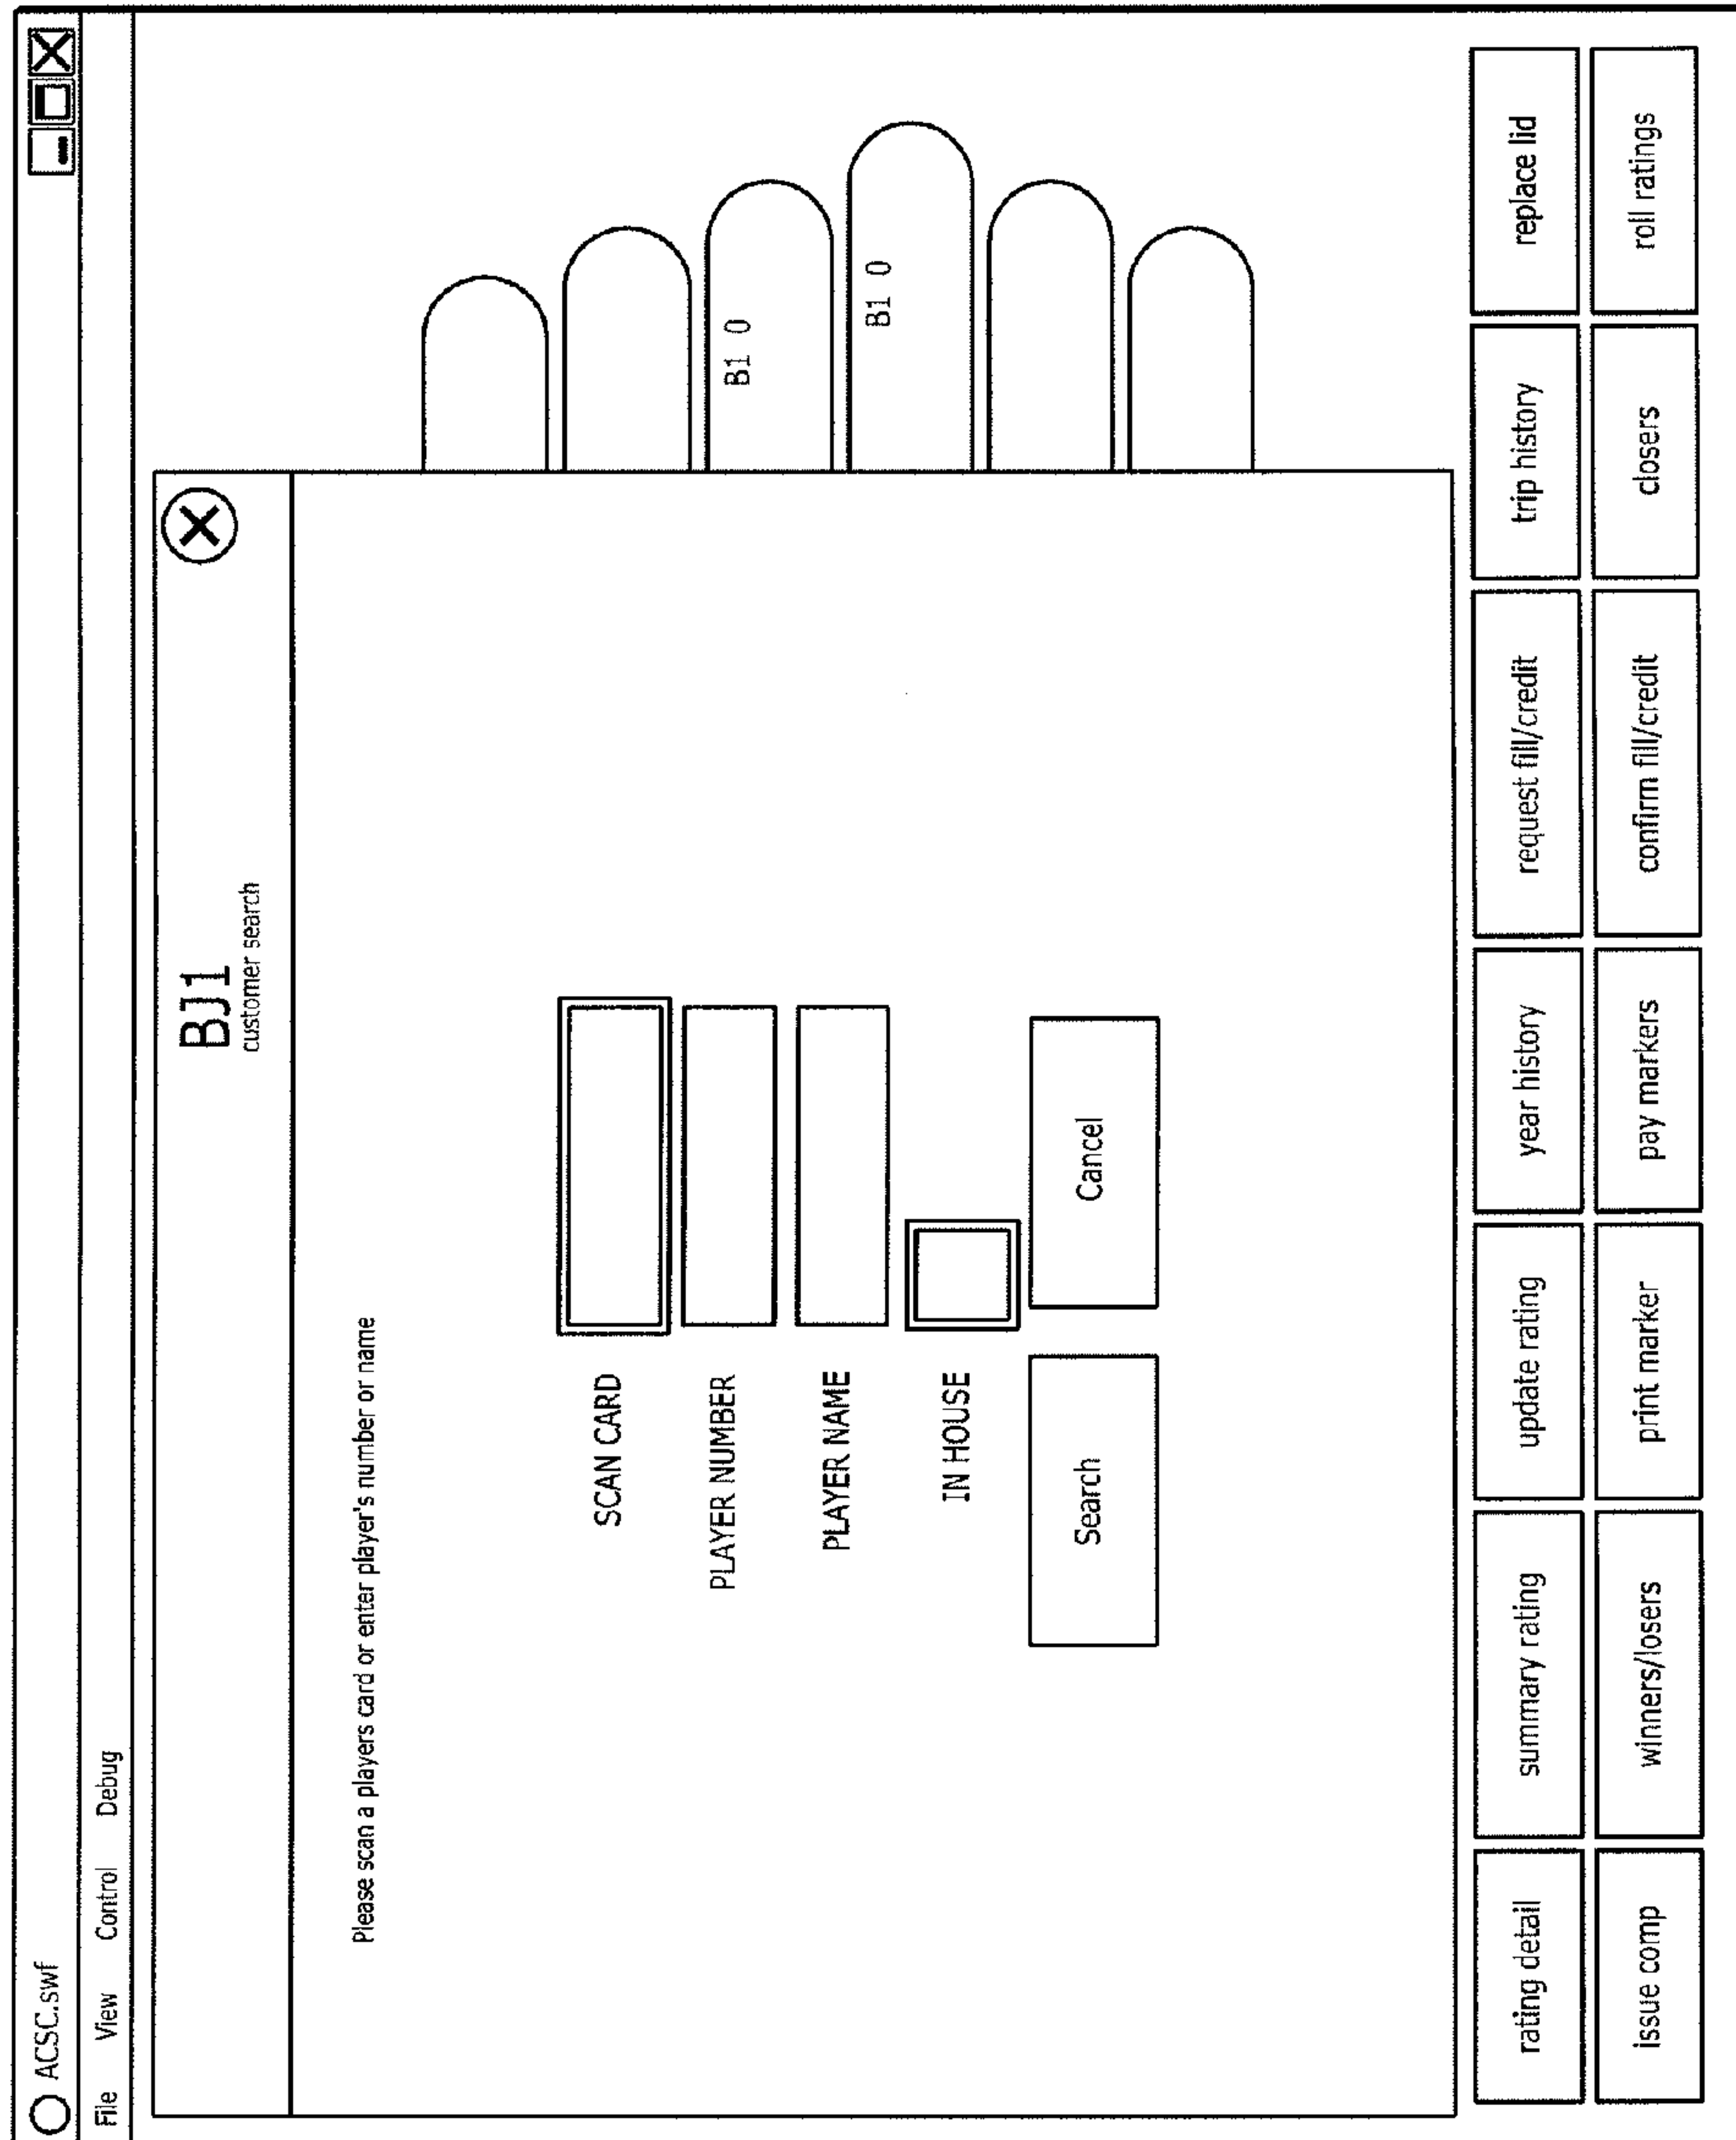 ACSC.swf
File View Control Debug
BJ1
customer search
Please scan a players card or enter player's number or name
SCAN CARD
PLAYER NUMBER
PLAYER NAME
IN HOUSE
Search Cancel
B1 0
B1 0
rating detail summary rating update rating year history request fill/credit trip history replace lid
issue comp winners/losers print marker pay markers confirm fill/credit closers roll ratings